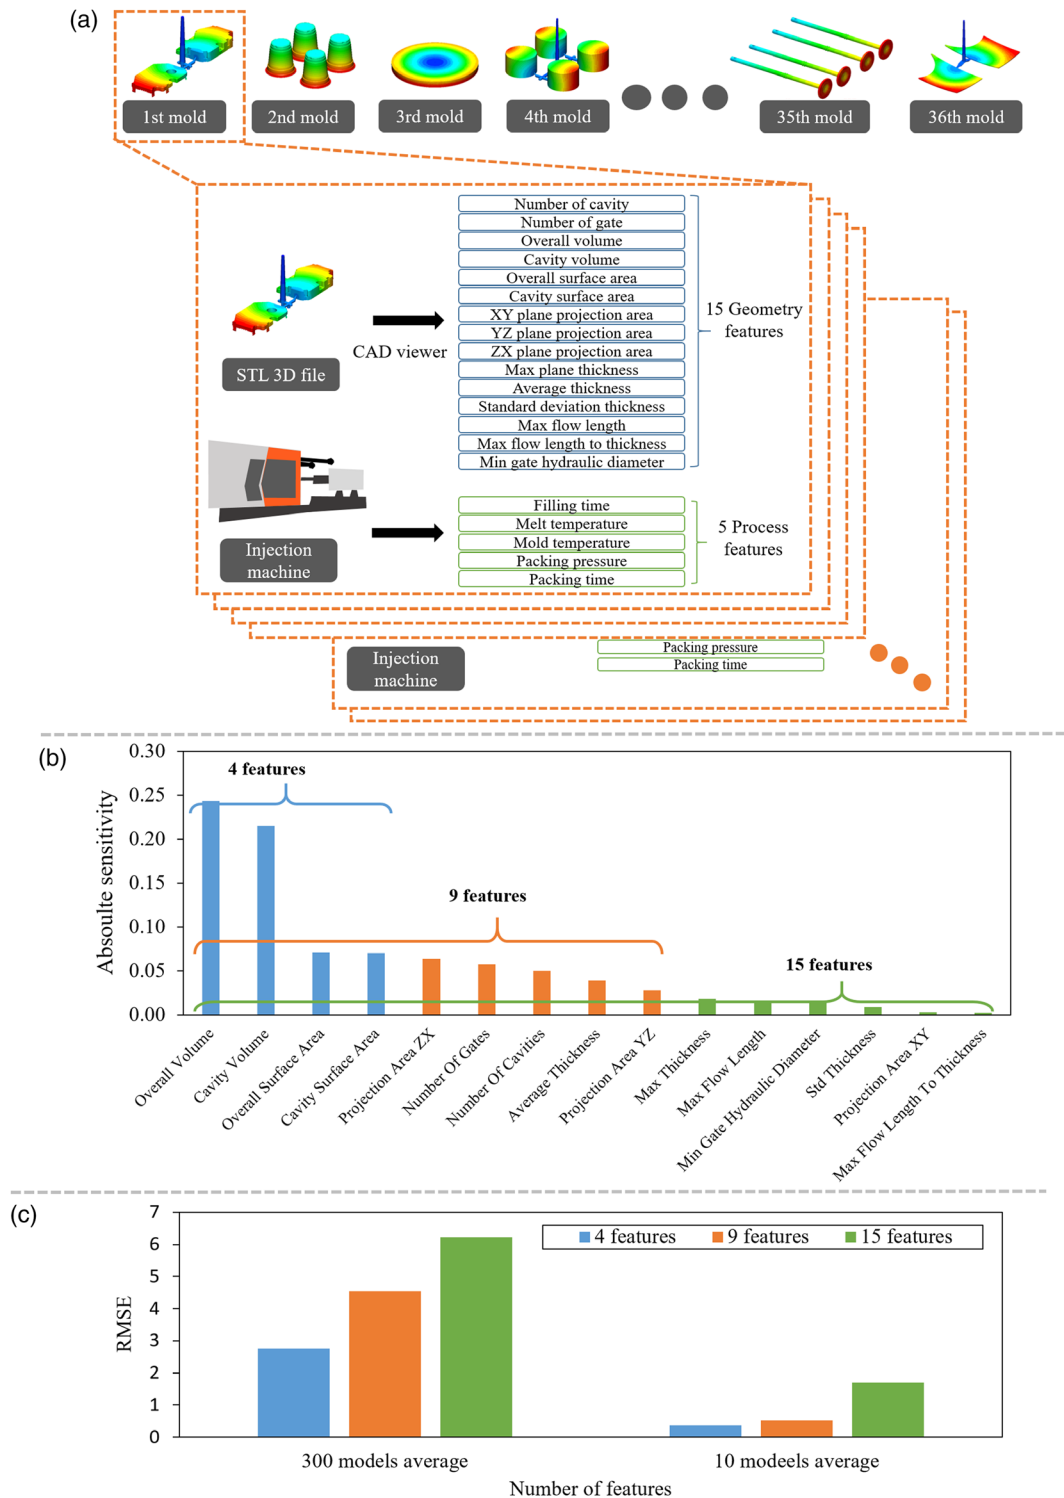 (a)
1st mold
2nd mold
3rd mold
4th mold
35th mold
36th mold
STL 3D file
CAD viewer
Number of cavity
Number of gate
Overall volume
Cavity volume
Overall surface area
Cavity surface area
XY plane projection area
YZ plane projection area
ZX plane projection area
Max plane thickness
Average thickness
Standard deviation thickness
Max flow length
Max flow length to thickness
Min gate hydraulic diameter
15 Geometry
features
Injection
machine
Filling time
Melt temperature
Mold temperature
Packing pressure
Packing time
5 Process
features
Injection
machine
Packing pressure
Packing time
(b)
Absoulte sensitivity
0.30
0.25
0.20
0.15
0.10
0.05
0.00
4 features
9 features
15 features
Overall Volume
Cavity Volume
Overall Surface Area
Cavity Surface Area
Projection Area ZX
Number Of Gates
Number Of Cavities
Average Thickness
Projection Area YZ
Max Thickness
Max Flow Length
Min Gate Hydraulic Diameter
Std Thickness
Projection Area XY
Max Flow Length To Thickness
(c)
RMSE
7
6
5
4
3
2
1
0
4 features
9 features
15 features
300 models average
10 modeels average
Number of features